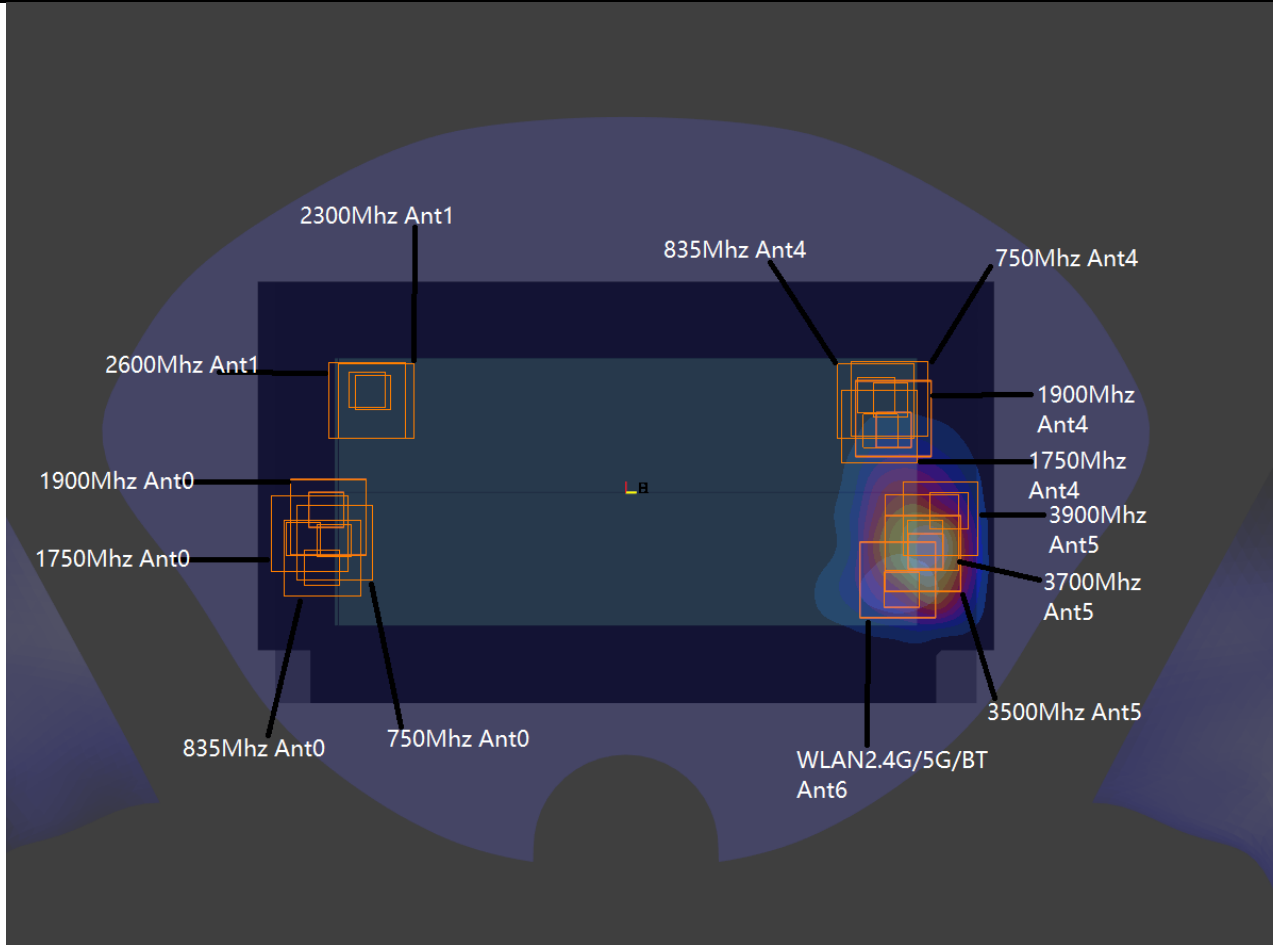 2300Mhz Ant1
835Mhz Ant4
750Mhz Ant4
2600Mhz Ant1
1900Mhz
Ant4
1750Mhz
Ant4
1900Mhz Ant0
3900Mhz
Ant5
1750Mhz Ant0
3700Mhz
Ant5
3500Mhz Ant5
835Mhz Ant0
750Mhz Ant0
WLAN2.4G/5G/BT
Ant6